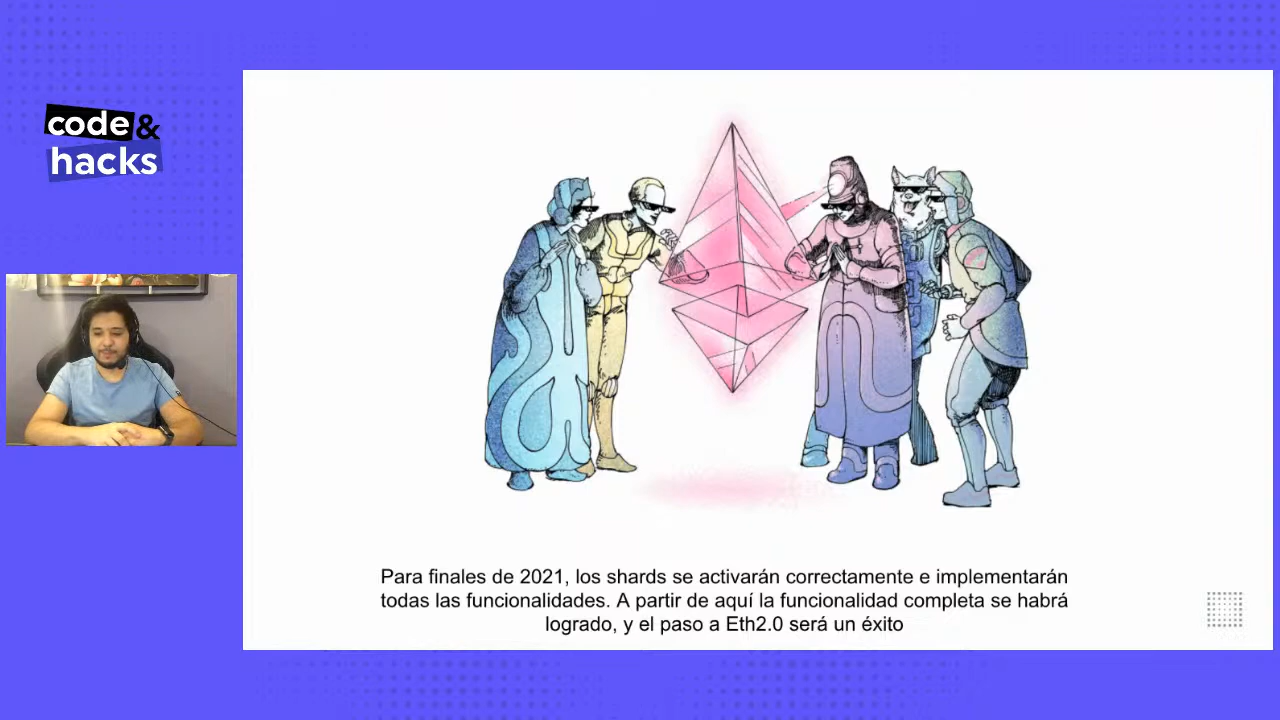 code&
hacks
Para finales de 2021, los shards se activarán correctamente e implementarán
todas las funcionalidades. A partir de aquí la funcionalidad completa se habrá
logrado, y el paso a Eth2.0 será un éxito